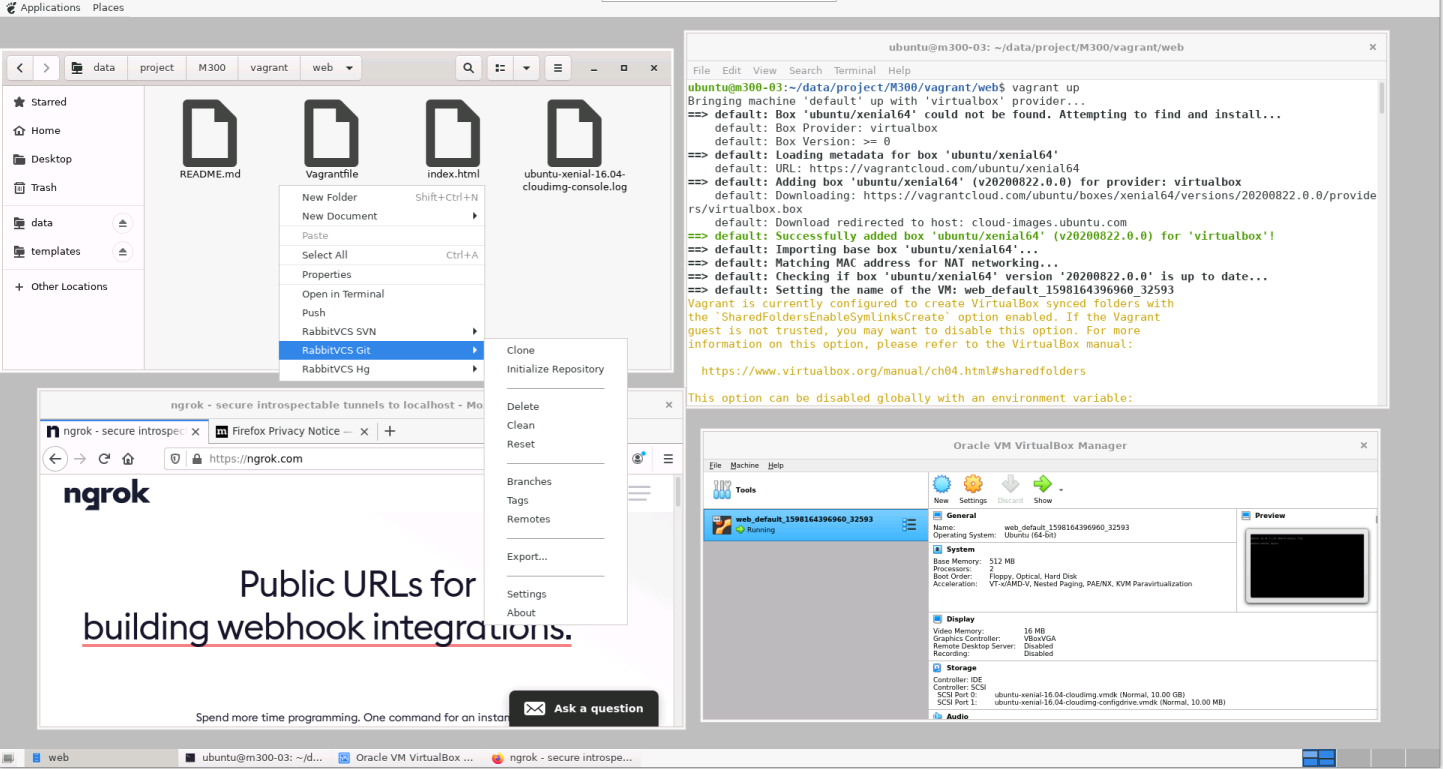 Applications Places
data project M300 vagrant web
Starred
Home
Desktop
Trash
data
templates
+ Other Locations
README.md Vagrantfile index.html ubuntu-xenial-16.04-
cloudimg-console.log
New Folder Shift+Ctrl+N
New Document
Paste
Select All Ctrl+A
Properties
Open in Terminal
Push
RabbitVCS SVN
RabbitVCS Git
RabbitVCS Hg
Clone
Initialize Repository
Delete
Clean
Reset
Branches
Tags
Remotes
Export...
Settings
About
ubuntu@m300-03: ~/data/project/M300/vagrant/web
File Edit View Search Terminal Help
ubuntu@m300-03:~/data/project/M300/vagrant/web$ vagrant up
Bringing machine 'default' up with 'virtualbox' provider...
==> default: Box 'ubuntu/xenial64' could not be found. Attempting to find and install...
default: Box Provider: virtualbox
default: Box Version: >= 0
==> default: Loading metadata for box 'ubuntu/xenial64'
default: URL: https://vagrantcloud.com/ubuntu/xenial64
==> default: Adding box 'ubuntu/xenial64' (v20200822.0.0) for provider: virtualbox
default: Downloading: https://vagrantcloud.com/ubuntu/boxes/xenial64/versions/20200822.0.0/provide
rs/virtualbox.box
default: Download redirected to host: cloud-images.ubuntu.com
==> default: Successfully added box 'ubuntu/xenial64' (v20200822.0.0) for 'virtualbox'!
==> default: Importing base box 'ubuntu/xenial64'...
==> default: Matching MAC address for NAT networking...
==> default: Checking if box 'ubuntu/xenial64' version '20200822.0.0' is up to date...
==> default: Setting the name of the VM: web_default_1598164396960_32593
Vagrant is currently configured to create VirtualBox synced folders with
the `SharedFoldersEnableSymlinksCreate` option enabled. If the Vagrant
guest is not trusted, you may want to disable this option. For more
information on this option, please refer to the VirtualBox manual:
https://www.virtualbox.org/manual/ch04.html#sharedfolders
This option can be disabled globally with an environment variable:
ngrok - secure introspectable tunnels to localhost - Mo
ngrok - secure introspec Firefox Privacy Notice —
https://ngrok.com
ngrok
Public URLs for
building webhook integrations.
Spend more time programming. One command for an instan
Ask a question
Oracle VM VirtualBox Manager
File Machine Help
Tools
New Settings Discard Show
web_default_1598164396960_32593
Running
General
Name: web_default_1598164396960_32593
Operating System: Ubuntu (64-bit)
Preview
System
Base Memory: 512 MB
Processors: 2
Boot Order: Floppy, Optical, Hard Disk
Acceleration: VT-x/AMD-V, Nested Paging, PAE/NX, KVM Paravirtualization
Display
Video Memory: 16 MB
Graphics Controller: VBoxVGA
Remote Desktop Server: Disabled
Recording: Disabled
Storage
Controller: IDE
Controller: SCSI
SCSI Port 0: ubuntu-xenial-16.04-cloudimg.vmdk (Normal, 10.00 GB)
SCSI Port 1: ubuntu-xenial-16.04-cloudimg-configdrive.vmdk (Normal, 10.00 MB)
Audio
web ubuntu@m300-03: ~/d... Oracle VM VirtualBox ... ngrok - secure introspe...